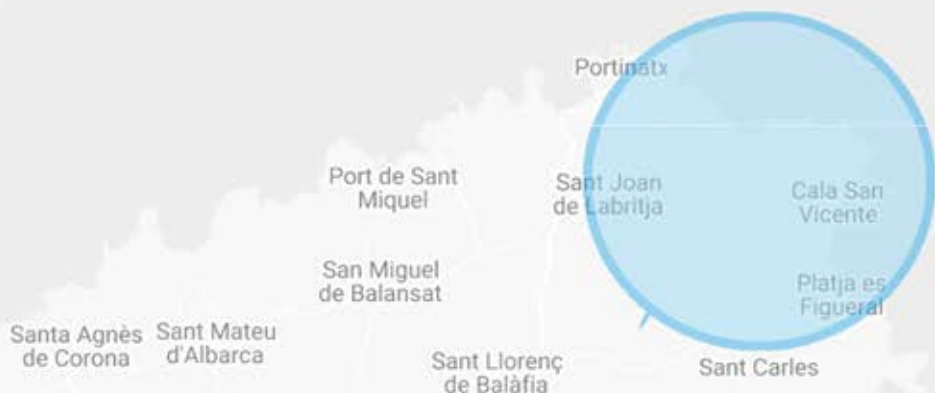 Portinatx
Port de Sant
Miquel
Sant Joan
de Labritja
Cala San
Vicente
San Miguel
de Balansat
Platja es
Figueral
Santa Agnès
de Corona
Sant Mateu
d'Albarca
Sant Llorenç
de Balàfia
Sant Carles